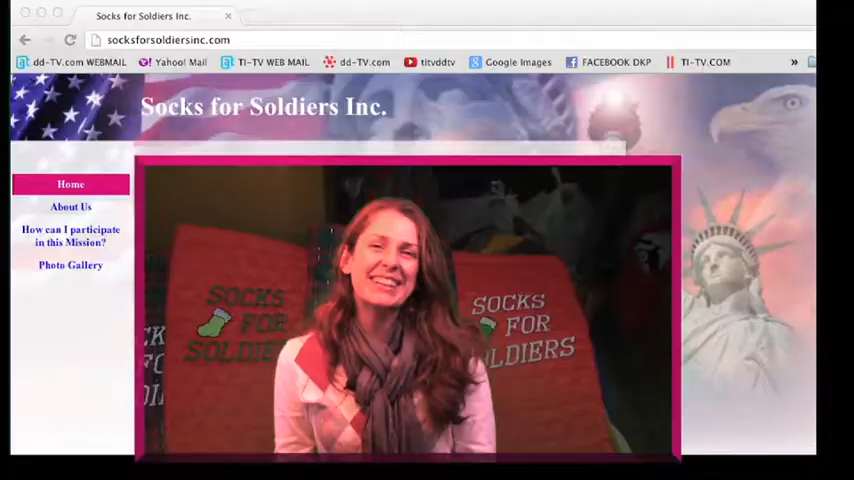 Socks for Soldiers Inc.
socksforsoldiersinc.com
dd-TV.com WEBMAIL
Yahoo! Mail
TI-TV WEB MAIL
dd-TV.com
titvddtv
Google Images
FACEBOOK DKP
TI-TV.COM
»
Socks for Soldiers Inc.
Home
About Us
How can I participate
in this Mission?
Photo Gallery
SOCKS
FOR
SOLDIERS
SOCKS
FOR
SOLDIERS